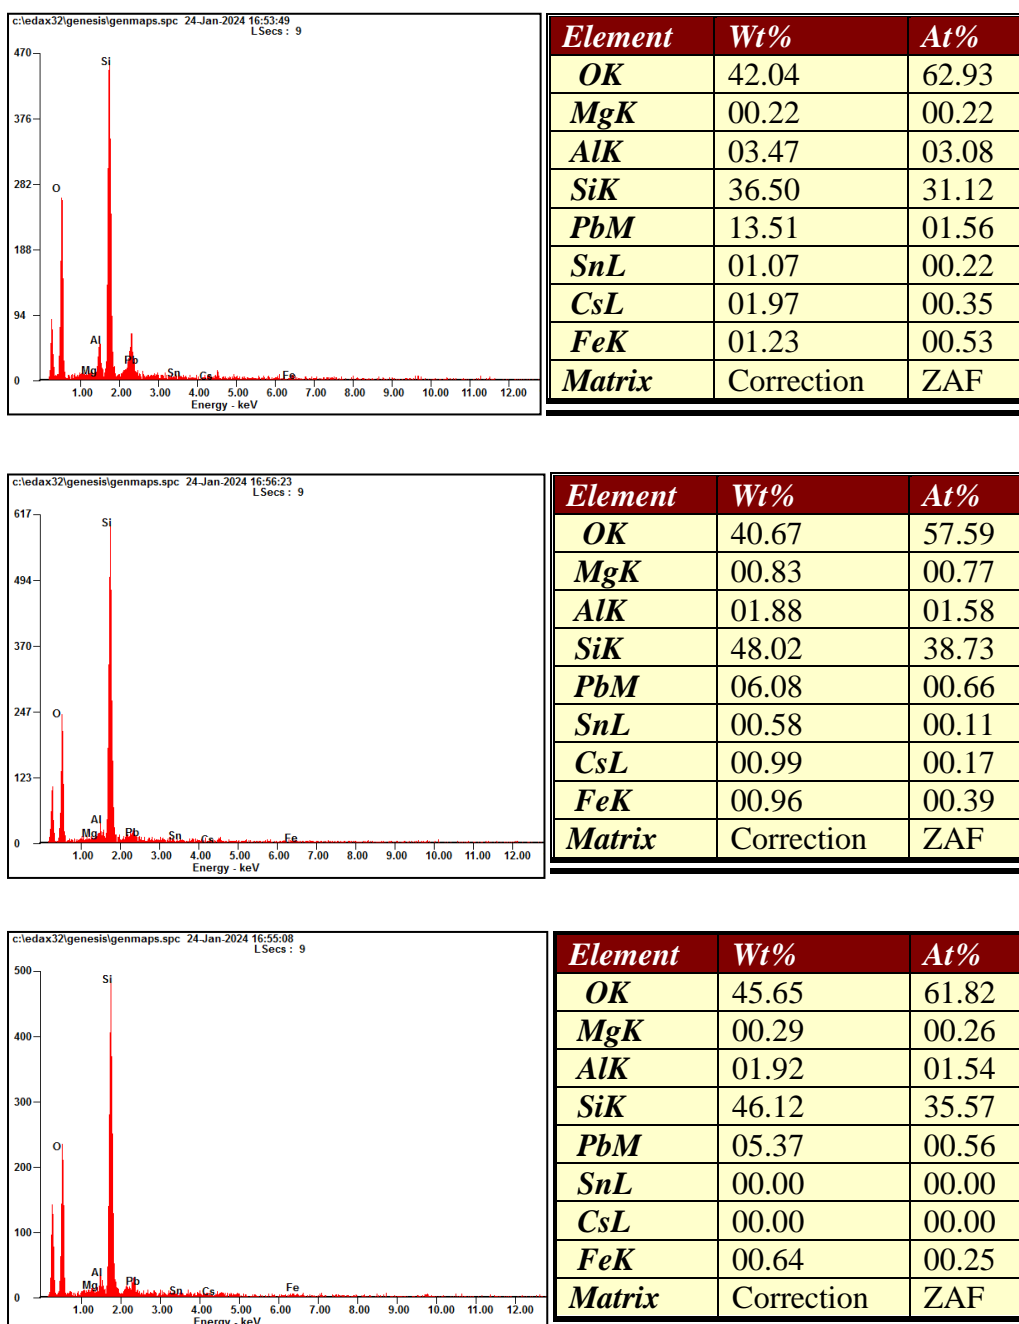 c:\edax32\genesis\genmaps.spc 24-Jan-2024 16:53:49
LSecs : 9
470
Si
376
282
O
188
94
Al
Pb
Mg
Sn
Cs
Fe
0
1.00 2.00 3.00 4.00 5.00 6.00 7.00 8.00 9.00 10.00 11.00 12.00
Energy - keV
Element Wt% At%
OK 42.04 62.93
MgK 00.22 00.22
AlK 03.47 03.08
SiK 36.50 31.12
PbM 13.51 01.56
SnL 01.07 00.22
CsL 01.97 00.35
FeK 01.23 00.53
Matrix Correction ZAF
c:\edax32\genesis\genmaps.spc 24-Jan-2024 16:56:23
LSecs : 9
617
Si
494
370
247
O
123
Al
Mg
Pb
Sn
Cs
Fe
0
1.00 2.00 3.00 4.00 5.00 6.00 7.00 8.00 9.00 10.00 11.00 12.00
Energy - keV
Element Wt% At%
OK 40.67 57.59
MgK 00.83 00.77
AlK 01.88 01.58
SiK 48.02 38.73
PbM 06.08 00.66
SnL 00.58 00.11
CsL 00.99 00.17
FeK 00.96 00.39
Matrix Correction ZAF
c:\edax32\genesis\genmaps.spc 24-Jan-2024 16:55:08
LSecs : 9
500
Si
400
300
200
O
100
Al
Mg
Pb
Sn
Cs
Fe
0
1.00 2.00 3.00 4.00 5.00 6.00 7.00 8.00 9.00 10.00 11.00 12.00
Energy - keV
Element Wt% At%
OK 45.65 61.82
MgK 00.29 00.26
AlK 01.92 01.54
SiK 46.12 35.57
PbM 05.37 00.56
SnL 00.00 00.00
CsL 00.00 00.00
FeK 00.64 00.25
Matrix Correction ZAF